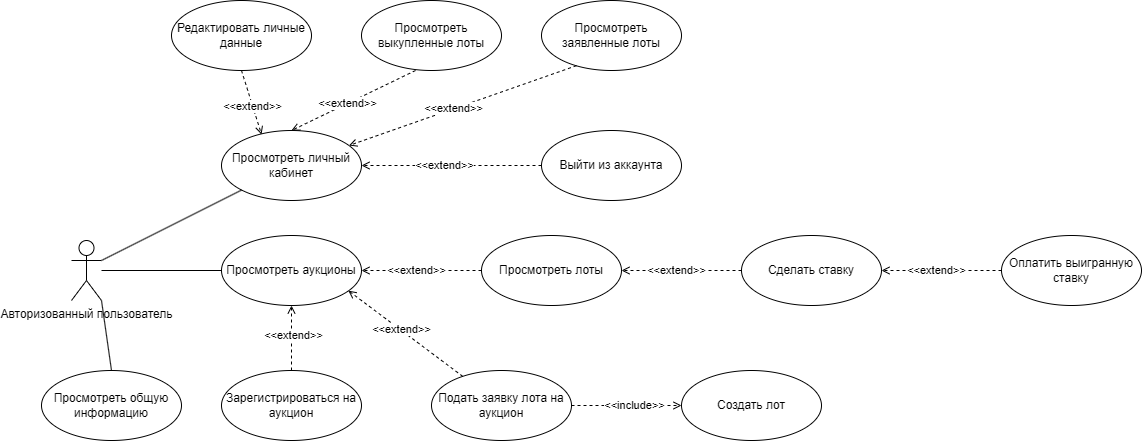 Редактировать личные
данные
Просмотреть
выкупленные лоты
Просмотреть
заявленные лоты
<<extend>>
<<extend>>
<<extend>>
Просмотреть личный
кабинет
<<extend>>
Выйти из аккаунта
Авторизованный пользователь
Просмотреть аукционы
<<extend>>
Просмотреть лоты
<<extend>>
Сделать ставку
<<extend>>
Оплатить выигранную
ставку
<<extend>>
<<extend>>
Просмотреть общую
информацию
Зарегистрироваться на
аукцион
Подать заявку лота на
аукцион
<<include>>
Создать лот